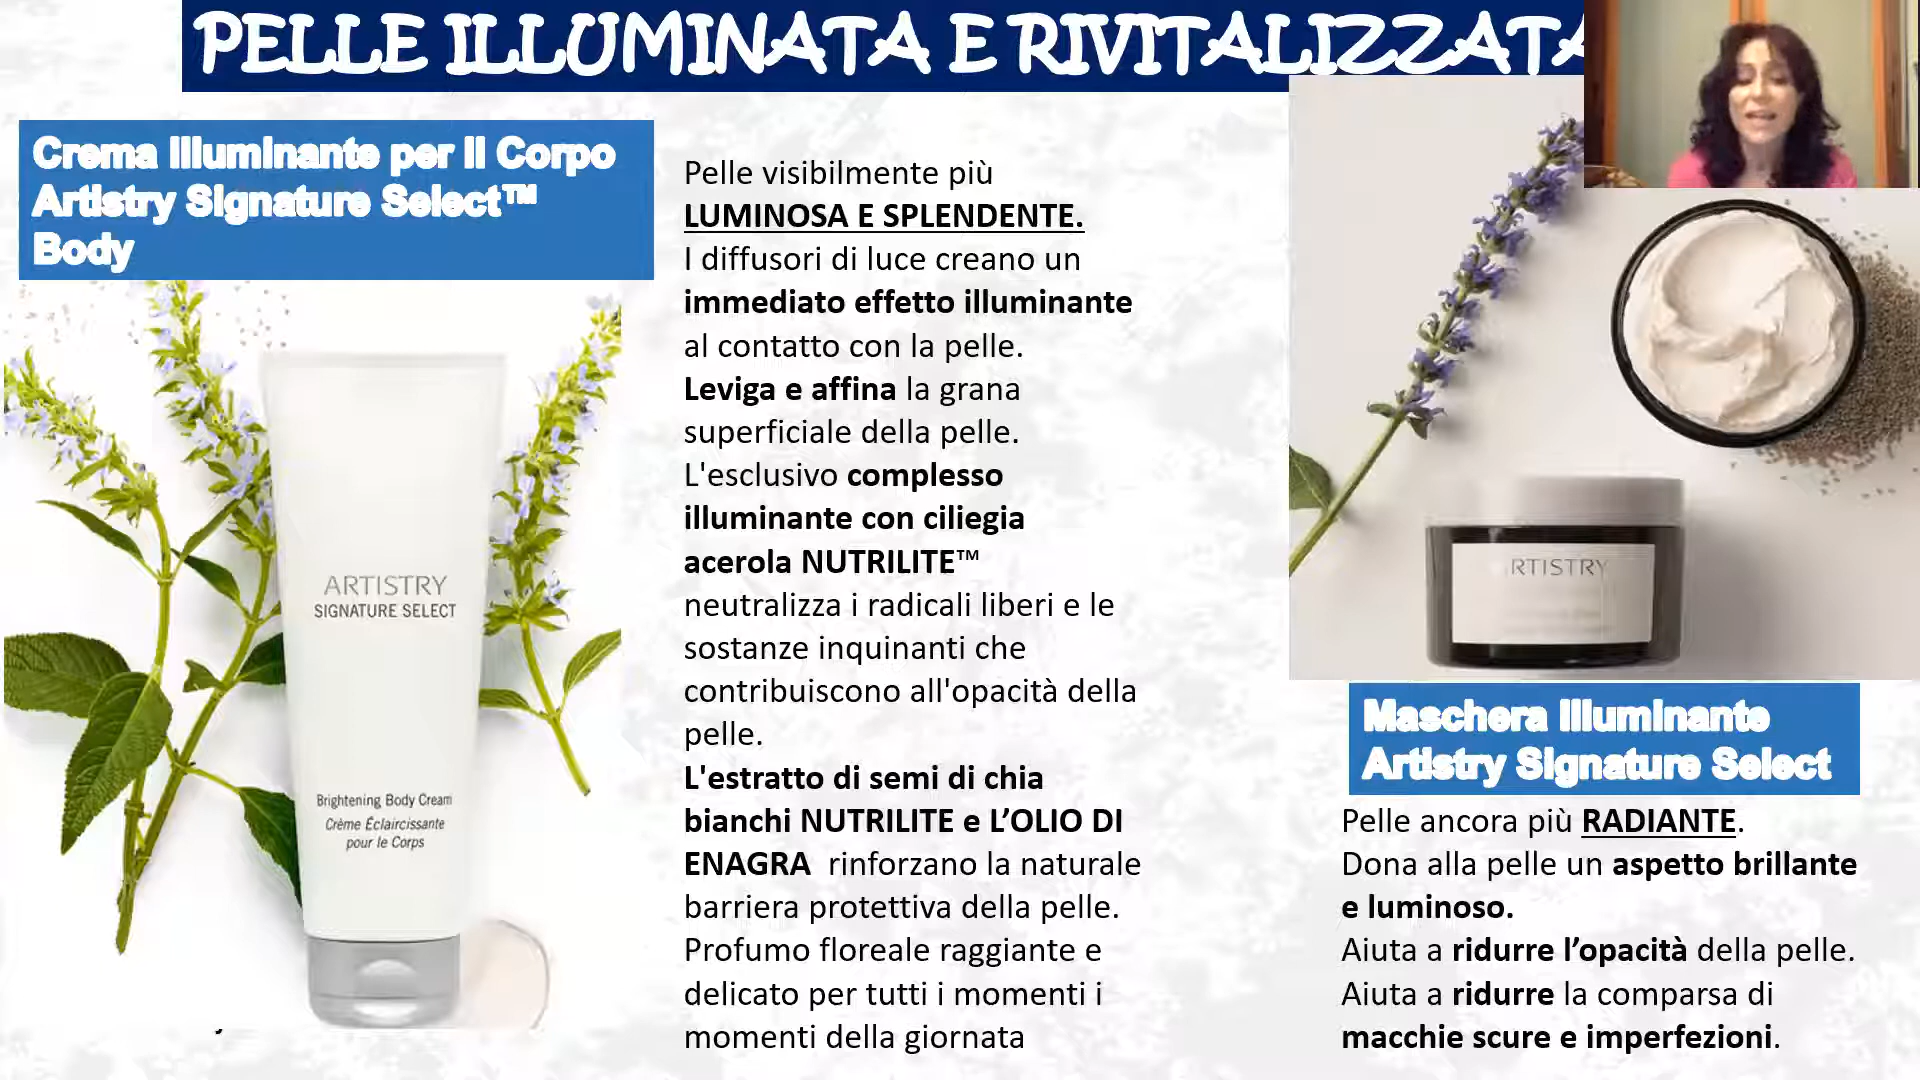 PELLE ILLUMINATA E RIVITALIZZATA
Crema Illuminante per Il Corpo
Artistry Signature Select™
Body
ARTISTRY
SIGNATURE SELECT
Brightening Body Cream
Crème Éclaircissante
pour le Corps
Pelle visibilmente più
LUMINOSA E SPLENDENTE.
I diffusori di luce creano un
immediato effetto illuminante
al contatto con la pelle.
Leviga e affina la grana
superficiale della pelle.
L'esclusivo complesso
illuminante con ciliegia
acerola NUTRILITE™
neutralizza i radicali liberi e le
sostanze inquinanti che
contribuiscono all'opacità della
pelle.
L'estratto di semi di chia
bianchi NUTRILITE e L’OLIO DI
ENAGRA rinforzano la naturale
barriera protettiva della pelle.
Profumo floreale raggiante e
delicato per tutti i momenti i
momenti della giornata
ARTISTRY
Maschera Illuminante
Artistry Signature Select
Pelle ancora più RADIANTE.
Dona alla pelle un aspetto brillante
e luminoso.
Aiuta a ridurre l’opacità della pelle.
Aiuta a ridurre la comparsa di
macchie scure e imperfezioni.